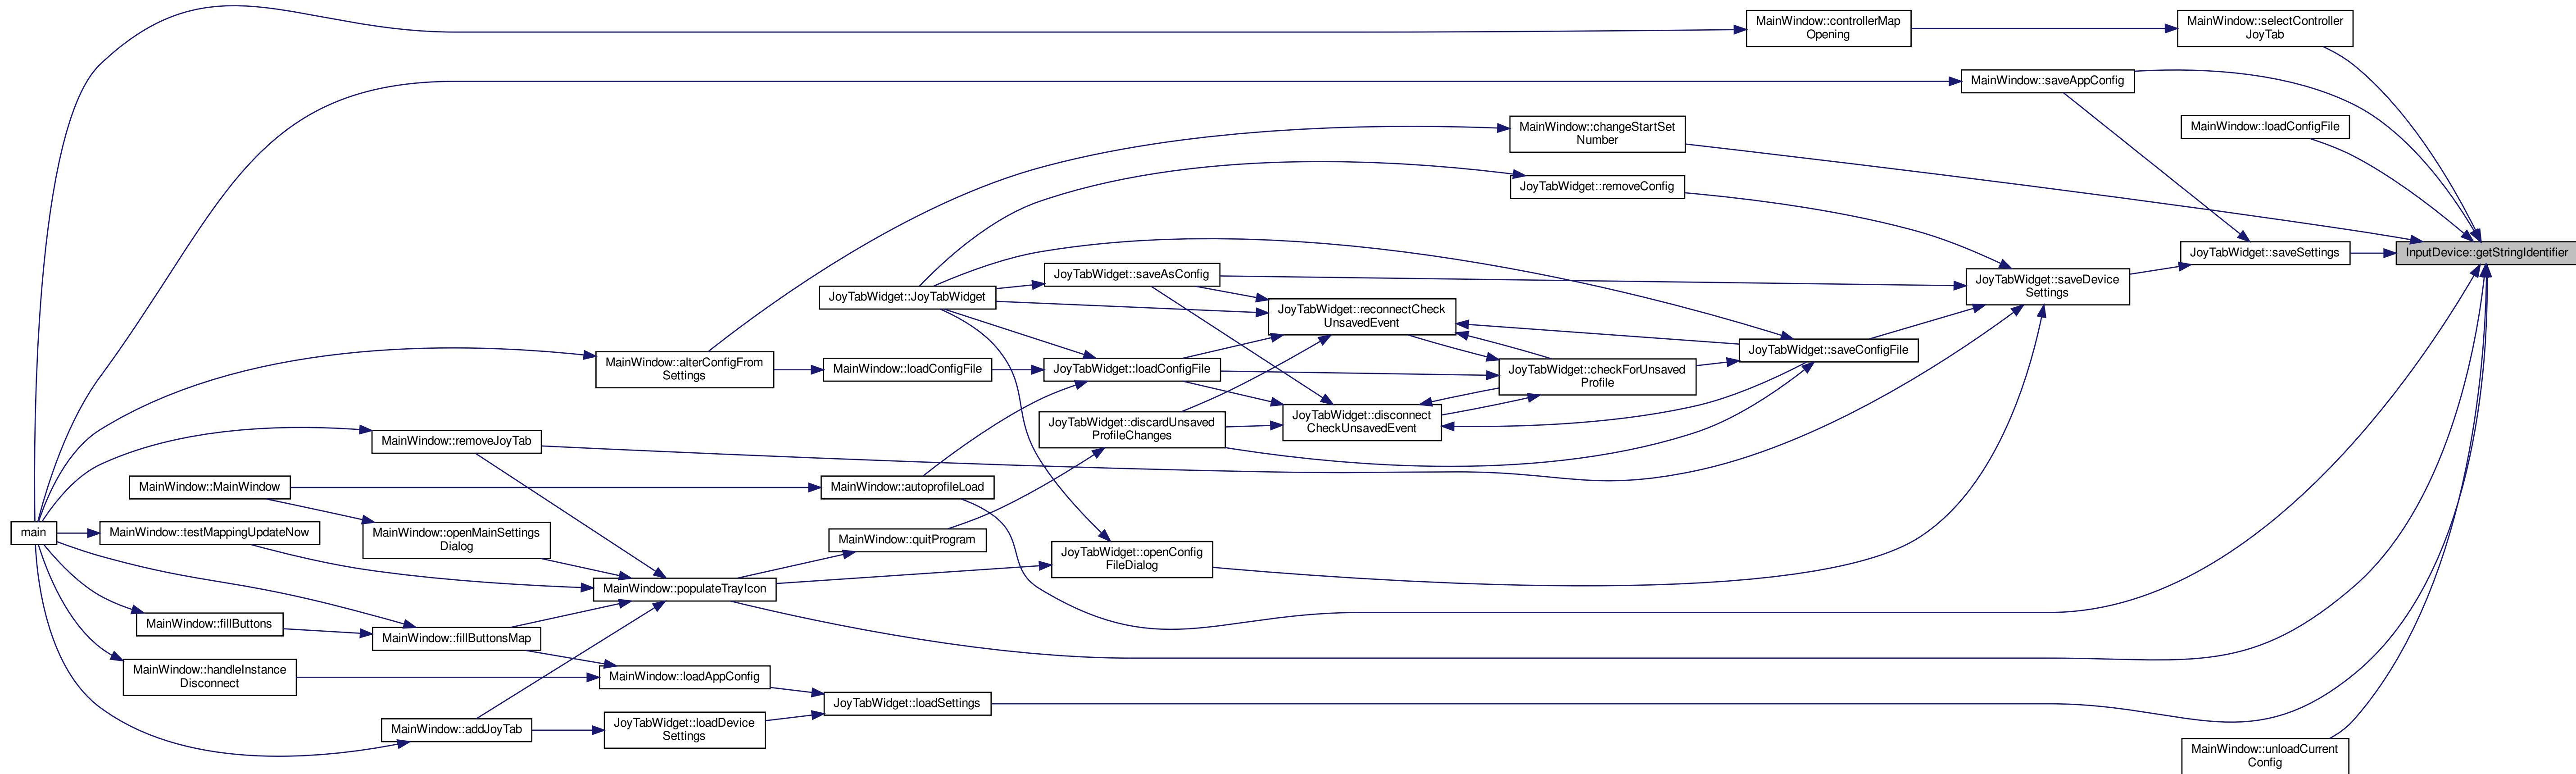 MainWindow::controllerMap
Opening
MainWindow::selectController
JoyTab
MainWindow::saveAppConfig
MainWindow::changeStartSet
Number
MainWindow::loadConfigFile
JoyTabWidget::removeConfig
JoyTabWidget::saveSettings
InputDevice::getStringIdentifier
JoyTabWidget::saveAsConfig
JoyTabWidget::saveDevice
Settings
JoyTabWidget::JoyTabWidget
JoyTabWidget::reconnectCheck
UnsavedEvent
JoyTabWidget::saveConfigFile
MainWindow::alterConfigFrom
Settings
MainWindow::loadConfigFile
JoyTabWidget::loadConfigFile
JoyTabWidget::checkForUnsaved
Profile
JoyTabWidget::disconnect
CheckUnsavedEvent
JoyTabWidget::discardUnsaved
ProfileChanges
MainWindow::removeJoyTab
MainWindow::MainWindow
MainWindow::autoprofileLoad
main
MainWindow::testMappingUpdateNow
MainWindow::openMainSettings
Dialog
MainWindow::quitProgram
JoyTabWidget::openConfig
FileDialog
MainWindow::populateTrayIcon
MainWindow::fillButtons
MainWindow::fillButtonsMap
MainWindow::handleInstance
Disconnect
MainWindow::loadAppConfig
JoyTabWidget::loadSettings
MainWindow::addJoyTab
JoyTabWidget::loadDevice
Settings
MainWindow::unloadCurrent
Config